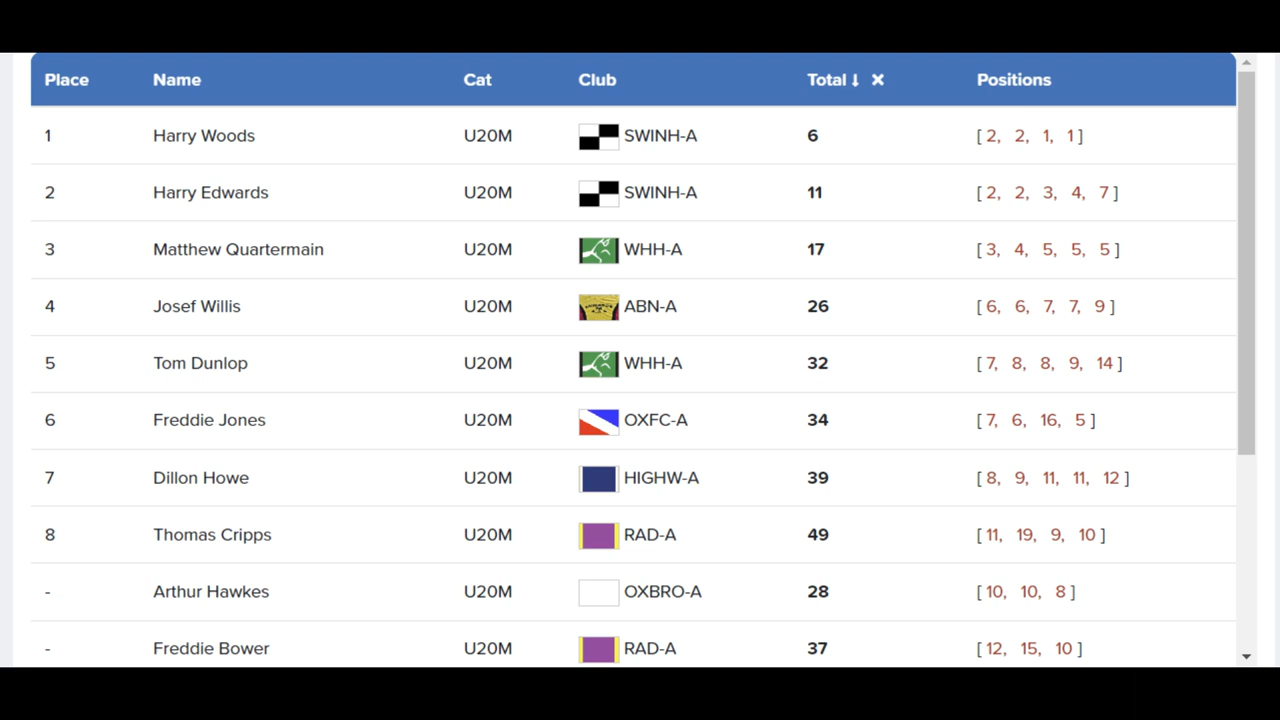 Place Name Cat Club Total ↓ × Positions
1 Harry Woods U20M SWINH-A 6 [ 2, 2, 1, 1 ]
2 Harry Edwards U20M SWINH-A 11 [ 2, 2, 3, 4, 7 ]
3 Matthew Quartermain U20M WHH-A 17 [ 3, 4, 5, 5, 5 ]
4 Josef Willis U20M ABN-A 26 [ 6, 6, 7, 7, 9 ]
5 Tom Dunlop U20M WHH-A 32 [ 7, 8, 8, 9, 14 ]
6 Freddie Jones U20M OXFC-A 34 [ 7, 6, 16, 5 ]
7 Dillon Howe U20M HIGHW-A 39 [ 8, 9, 11, 11, 12 ]
8 Thomas Cripps U20M RAD-A 49 [ 11, 19, 9, 10 ]
- Arthur Hawkes U20M OXBRO-A 28 [ 10, 10, 8 ]
- Freddie Bower U20M RAD-A 37 [ 12, 15, 10 ]